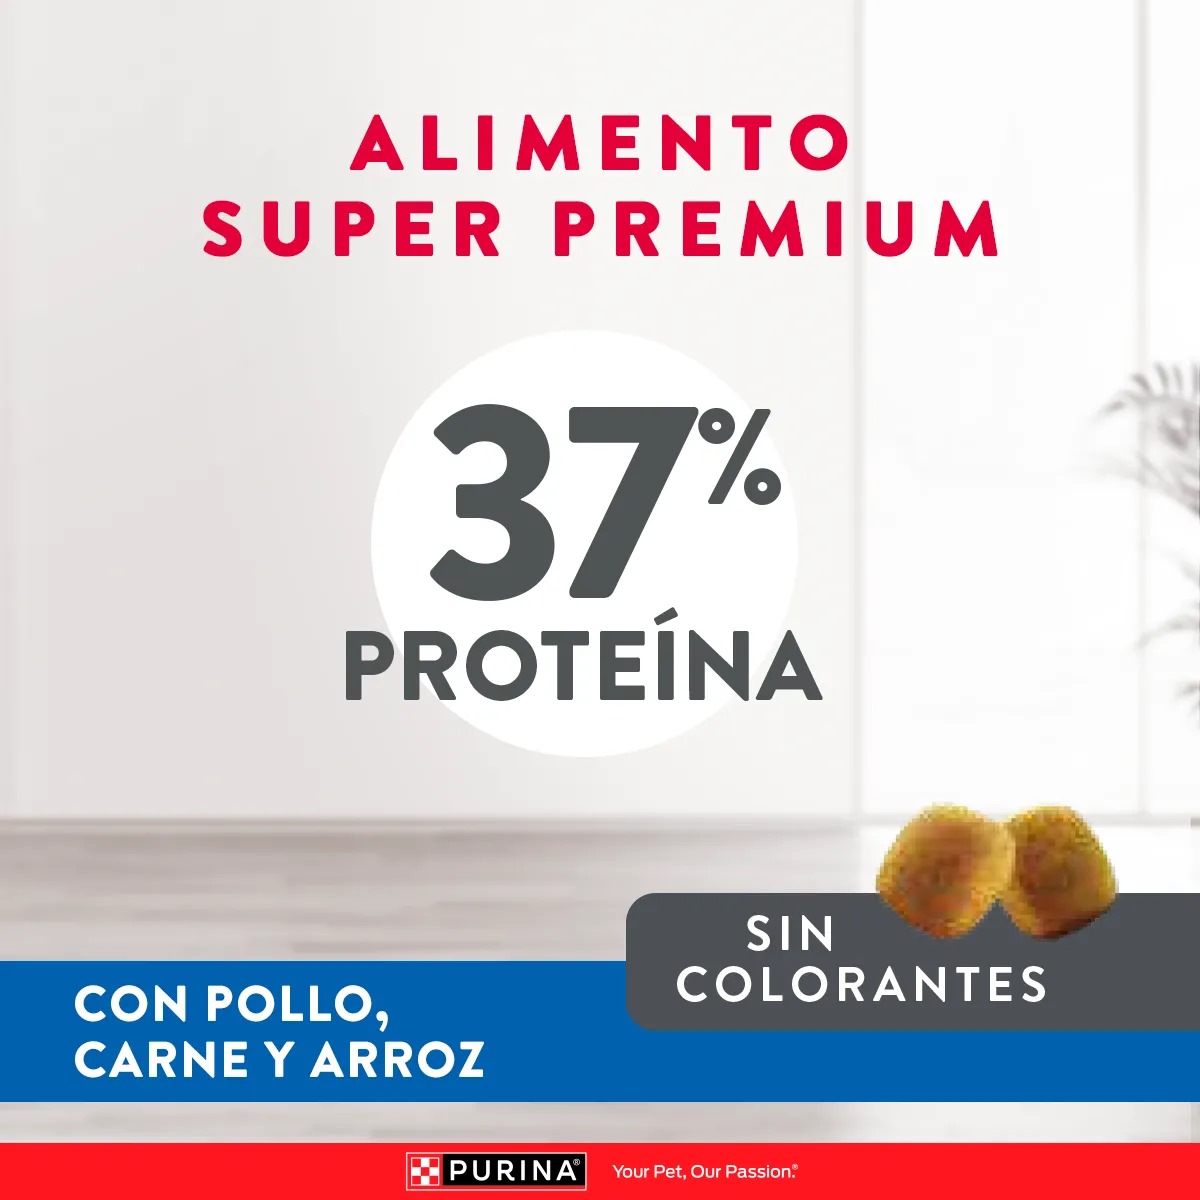 ALIMENTO
SUPER PREMIUM
37%
PROTEÍNA
SIN
COLORANTES
CON POLLO,
CARNE Y ARROZ
PURINA® Your Pet, Our Passion.®